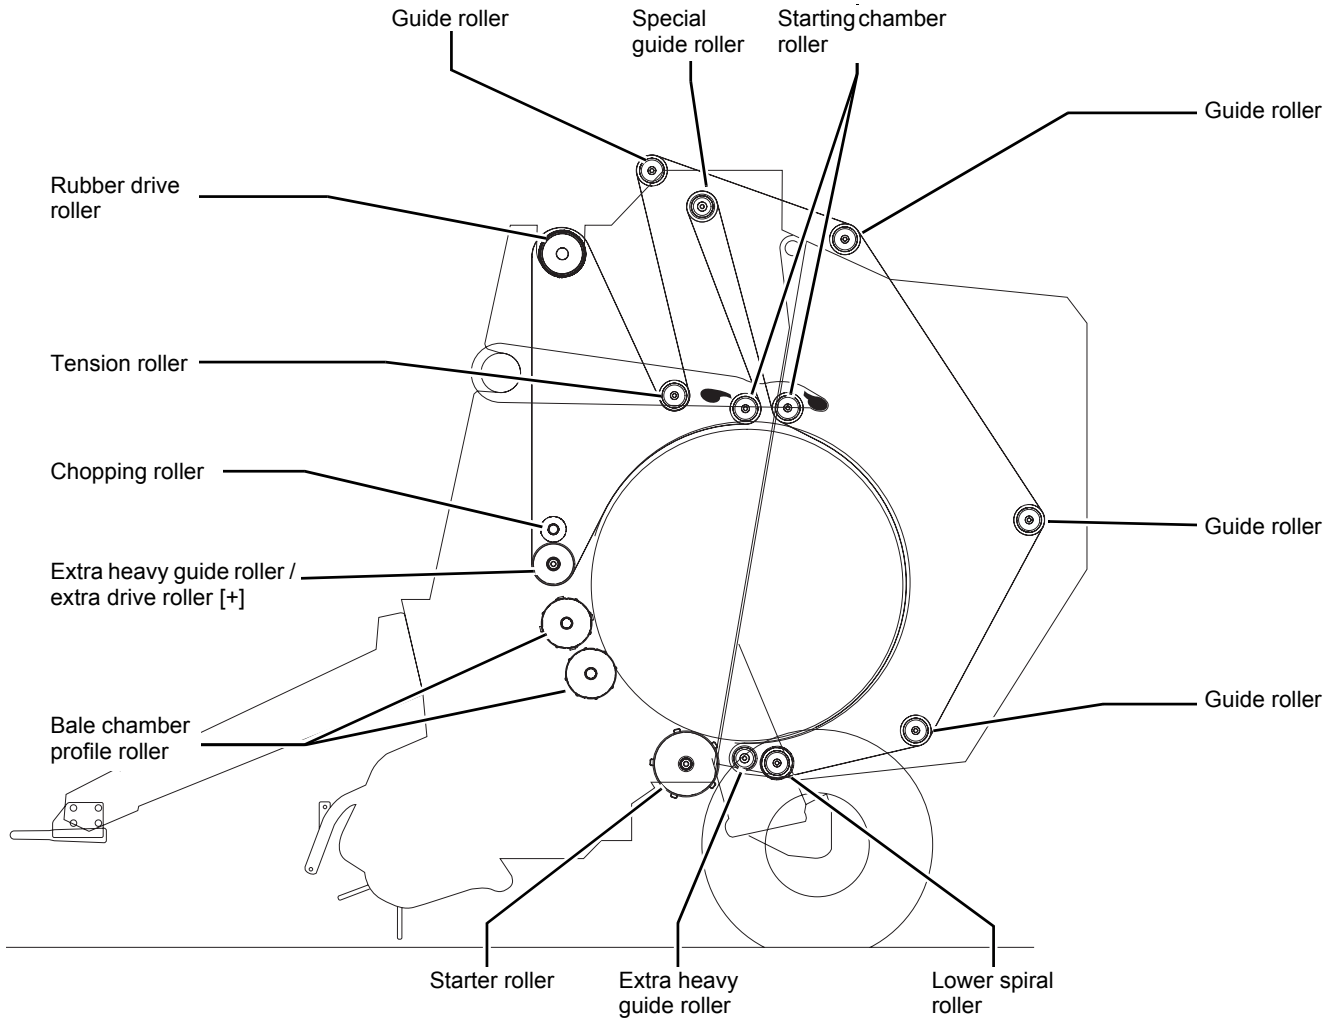 Guide roller
Special
guide roller
Starting chamber
roller
Guide roller
Rubber drive
roller
Tension roller
Chopping roller
Guide roller
Extra heavy guide roller /
extra drive roller [+]
Guide roller
Bale chamber
profile roller
Starter roller
Extra heavy
guide roller
Lower spiral
roller